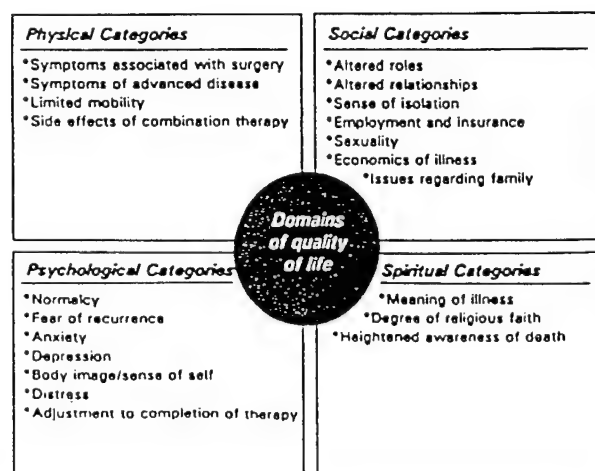 Physical Categories
*Symptoms associated with surgery
*Symptoms of advanced disease
*Limited mobility
*Side effects of combination therapy
Social Categories
*Altered roles
*Altered relationships
*Sense of isolation
*Employment and insurance
*Sexuality
*Economics of illness
*Issues regarding family
Domains
of quality
of life
Psychological Categories
*Normalcy
*Fear of recurrence
*Anxiety
*Depression
*Body image/sense of self
*Distress
*Adjustment to completion of therapy
Spiritual Categories
*Meaning of illness
*Degree of religious faith
*Heightened awareness of death